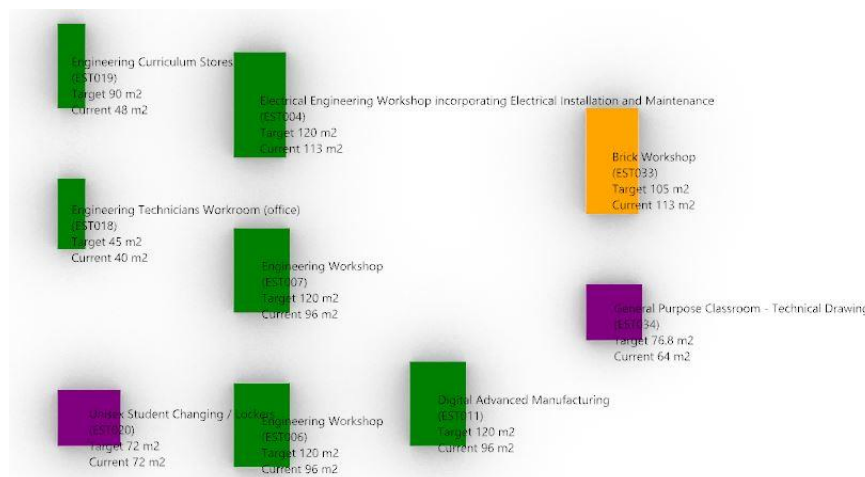 Engineering Curriculum Stores
(EST019)
Target 90 m2
Current 48 m2
Electrical Engineering Workshop incorporating Electrical Installation and Maintenance
(EST004)
Target 120 m2
Current 113 m2
Brick Workshop
(EST033)
Target 105 m2
Current 113 m2
Engineering Technicians Workroom (office)
(EST018)
Target 45 m2
Current 40 m2
Engineering Workshop
(EST007)
Target 120 m2
Current 96 m2
General Purpose Classroom - Technical Drawing
(EST034)
Target 76.8 m2
Current 64 m2
Unisex Student Changing / Lockers
(EST020)
Target 72 m2
Current 72 m2
Engineering Workshop
(EST006)
Target 120 m2
Current 96 m2
Digital Advanced Manufacturing
(EST011)
Target 120 m2
Current 96 m2